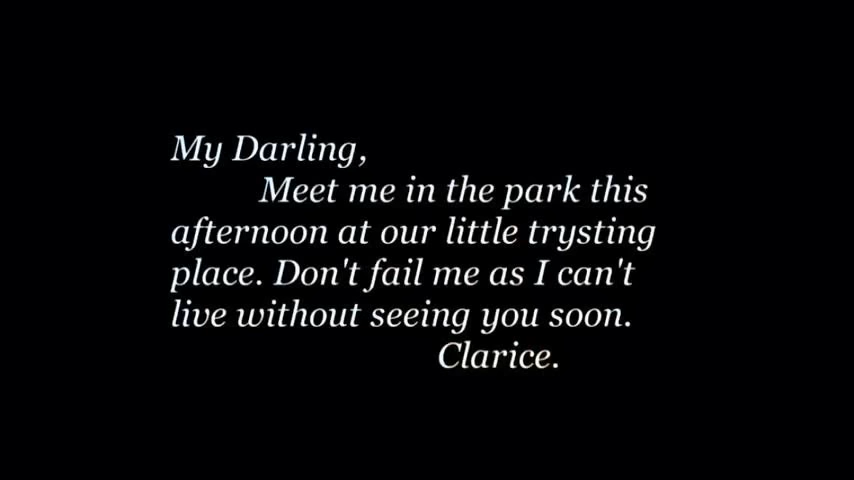 My Darling,
Meet me in the park this
afternoon at our little trysting
place. Don't fail me as I can't
live without seeing you soon.
Clarice.